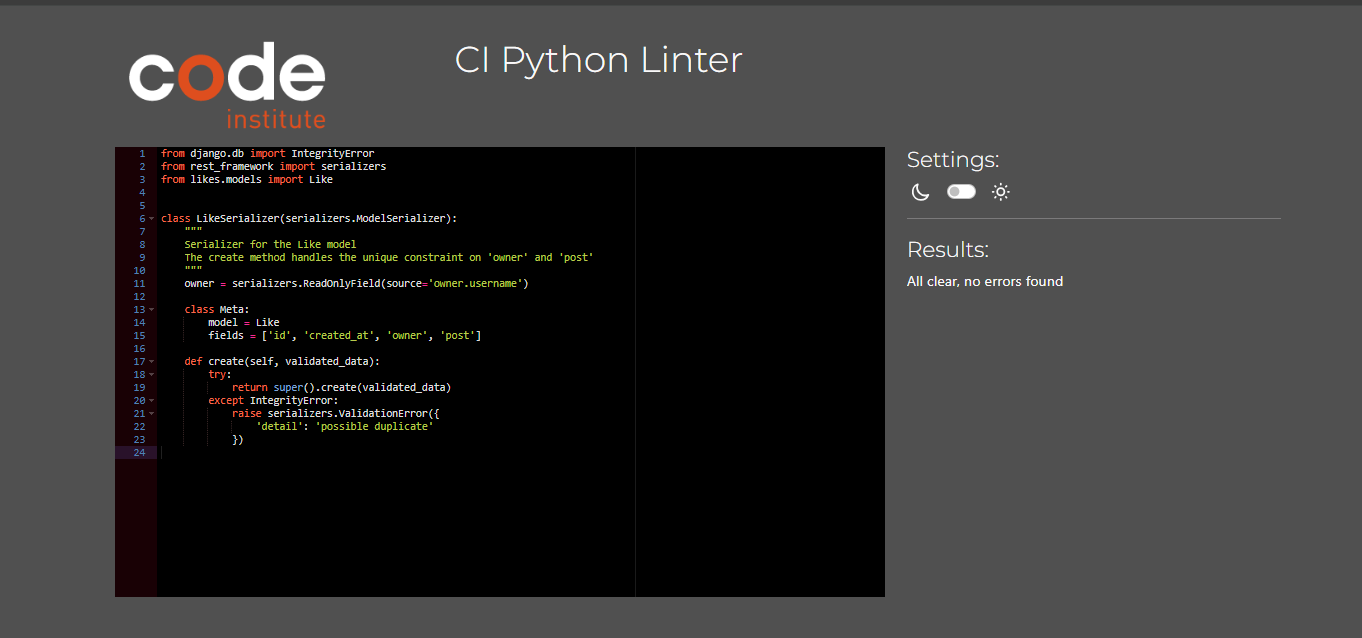 code
institute
CI Python Linter
1 from django.db import IntegrityError
2 from rest_framework import serializers
3 from likes.models import Like
4
5
6 class LikeSerializer(serializers.ModelSerializer):
7     """
8     Serializer for the Like model
9     The create method handles the unique constraint on 'owner' and 'post'
10     """
11     owner = serializers.ReadOnlyField(source='owner.username')
12
13     class Meta:
14         model = Like
15         fields = ['id', 'created_at', 'owner', 'post']
16
17     def create(self, validated_data):
18         try:
19             return super().create(validated_data)
20         except IntegrityError:
21             raise serializers.ValidationError({
22                 'detail': 'possible duplicate'
23             })
24
Settings:
Results:
All clear, no errors found